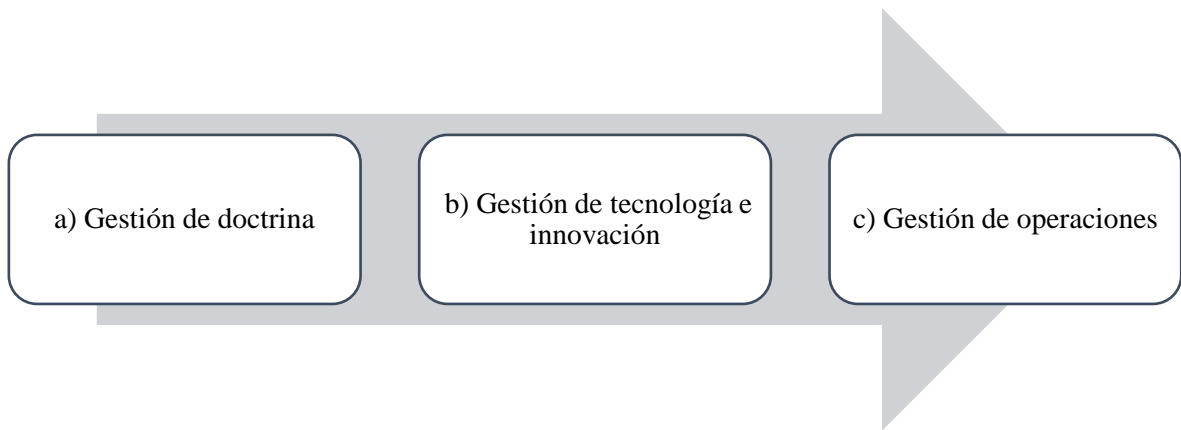 a) Gestión de doctrina
b) Gestión de tecnología e
innovación
c) Gestión de operaciones